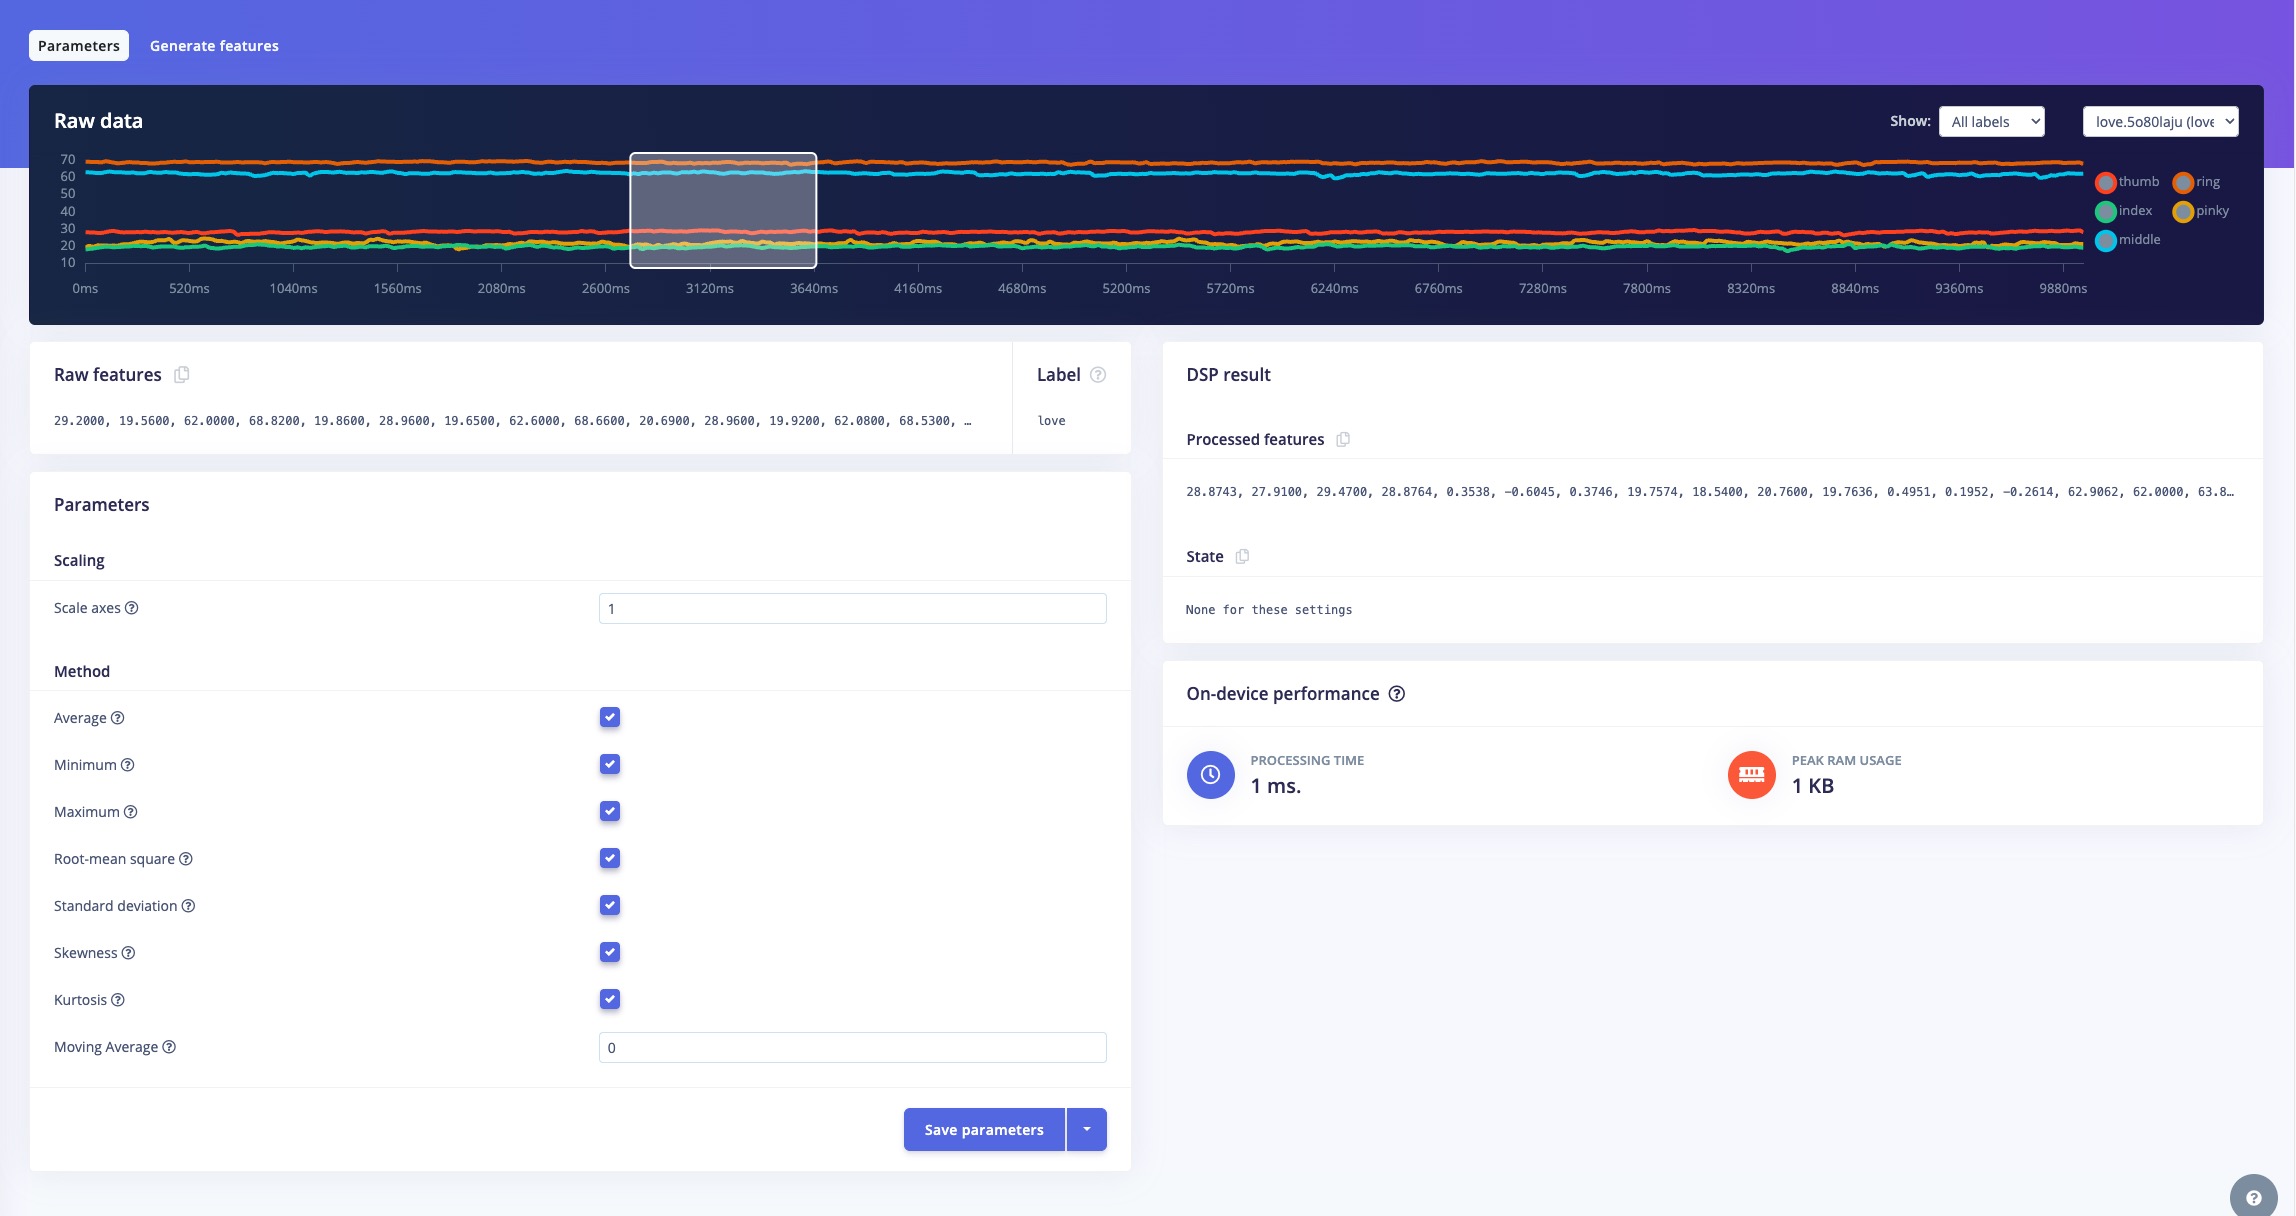 Parameters
Generate features
Raw data
Show:
All labels
love.5o80laju (love
70
60
50
40
30
20
10
0ms 520ms 1040ms 1560ms 2080ms 2600ms 3120ms 3640ms 4160ms 4680ms 5200ms 5720ms 6240ms 6760ms 7280ms 7800ms 8320ms 8840ms 9360ms 9880ms
thumb ring
index pinky
middle
Raw features
29.2000, 19.5600, 62.0000, 68.8200, 19.8600, 28.9600, 19.6500, 62.6000, 68.6600, 20.6900, 28.9600, 19.9200, 62.0800, 68.5300, …
Label
love
Parameters
Scaling
Scale axes
1
Method
Average
Minimum
Maximum
Root-mean square
Standard deviation
Skewness
Kurtosis
Moving Average
0
Save parameters
DSP result
Processed features
28.8743, 27.9100, 29.4700, 28.8764, 0.3538, -0.6045, 0.3746, 19.7574, 18.5400, 20.7600, 19.7636, 0.4951, 0.1952, -0.2614, 62.9062, 62.0000, 63.8…
State
None for these settings
On-device performance
PROCESSING TIME
1 ms.
PEAK RAM USAGE
1 KB